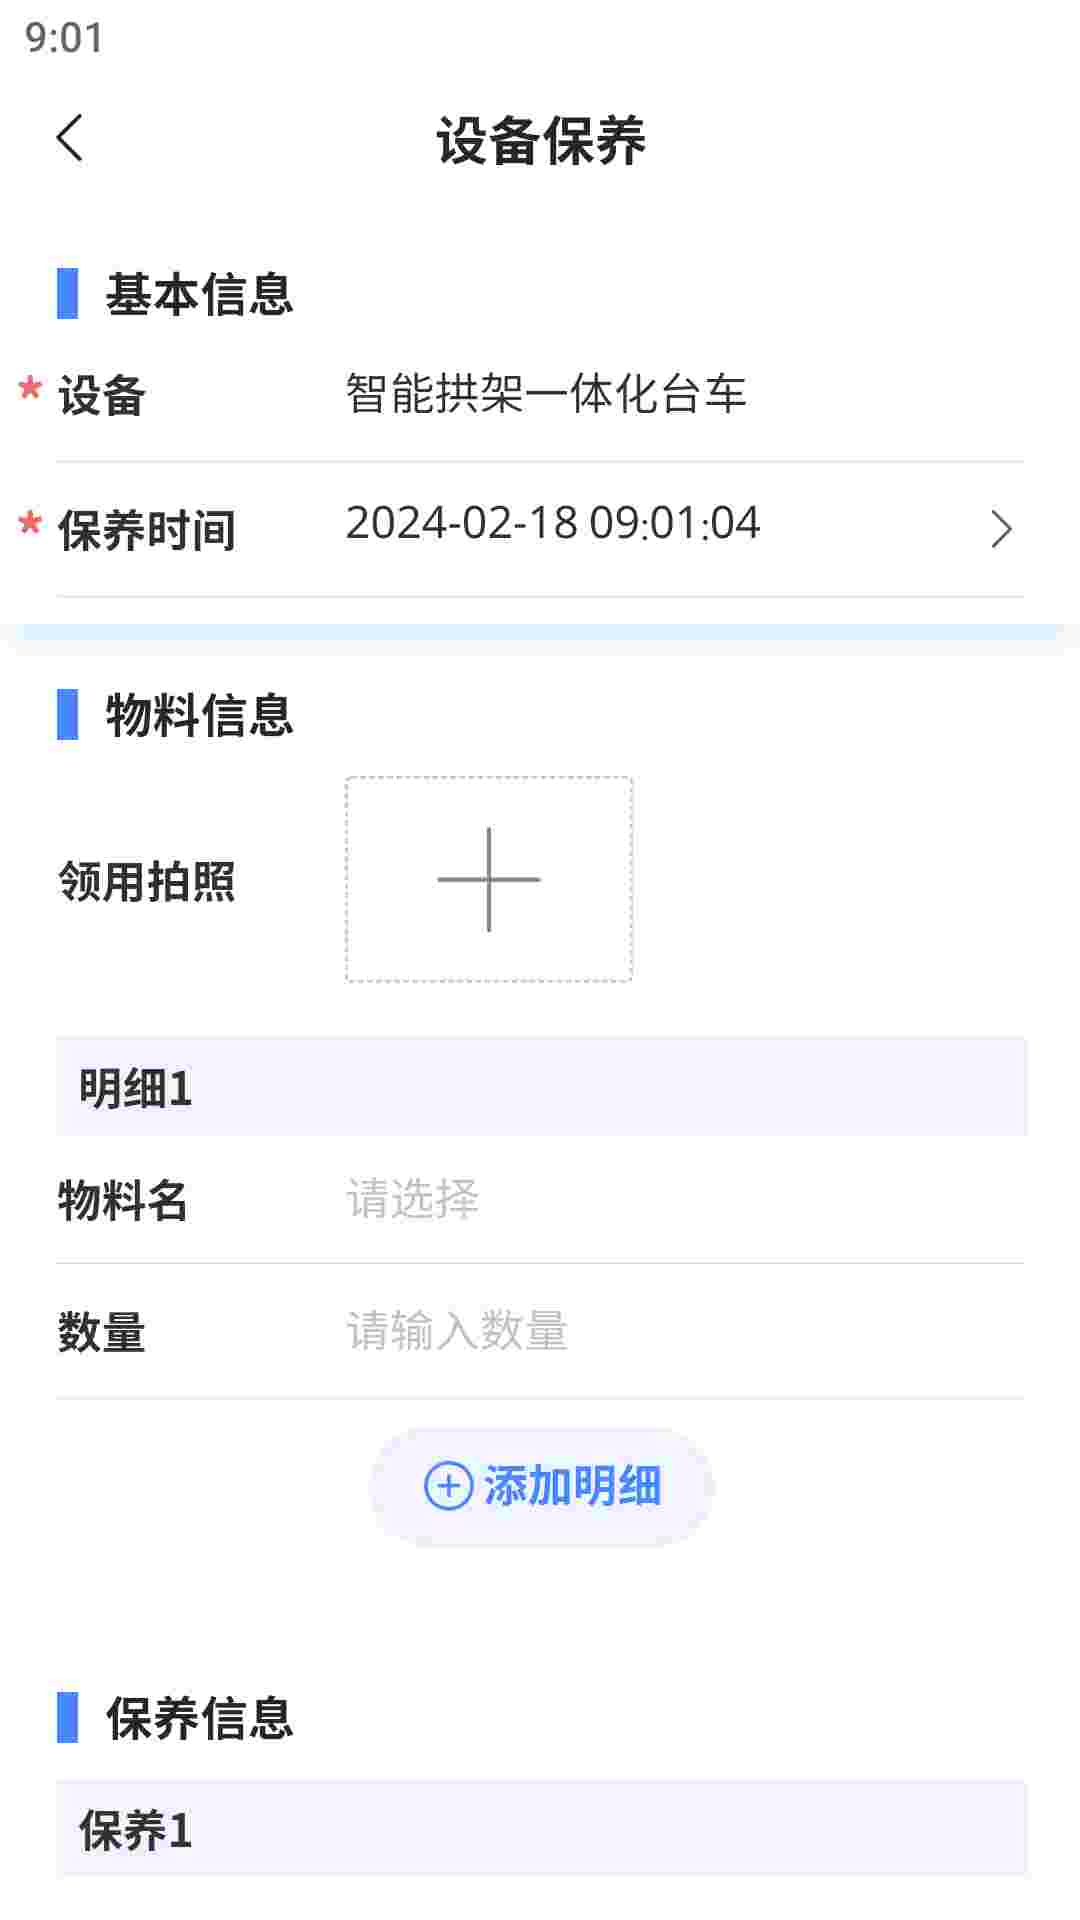 9:01
设备保养
基本信息
* 设备 智能拱架一体化台车
* 保养时间 2024-02-18 09:01:04
物料信息
领用拍照
明细1
物料名 请选择
数量 请输入数量
添加明细
保养信息
保养1